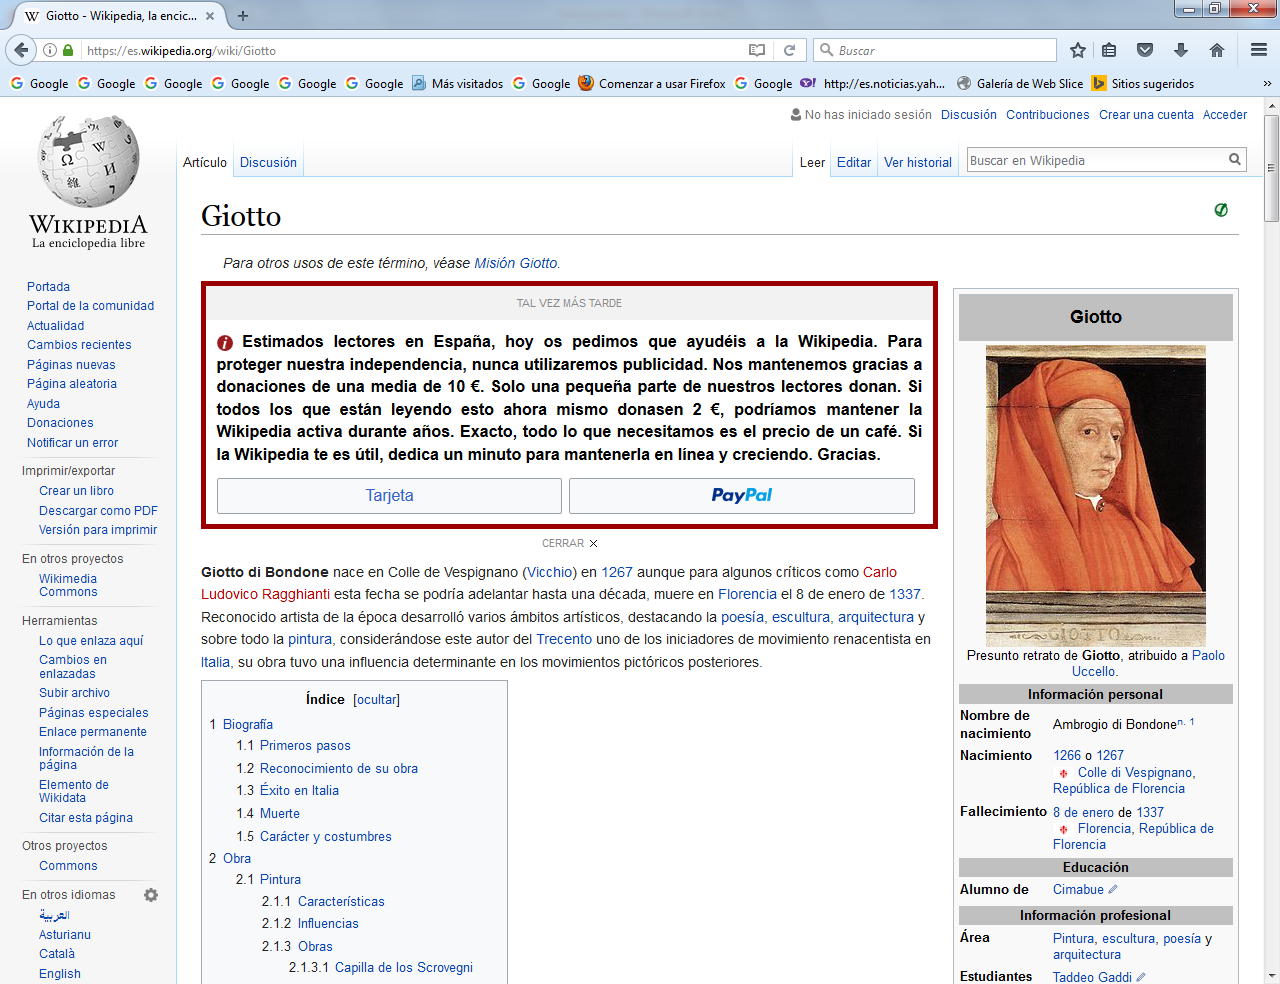 Giotto - Wikipedia, la encic...
https://es.wikipedia.org/wiki/Giotto
Buscar
Google Google Google Google Google Google Más visitados Google Comenzar a usar Firefox Google http://es.noticias.yah... Galería de Web Slice Sitios sugeridos
No has iniciado sesión Discusión Contribuciones Crear una cuenta Acceder
Artículo Discusión Leer Editar Ver historial Buscar en Wikipedia
WIKIPEDIA
La enciclopedia libre
Portada
Portal de la comunidad
Actualidad
Cambios recientes
Páginas nuevas
Página aleatoria
Ayuda
Donaciones
Notificar un error
Imprimir/exportar
Crear un libro
Descargar como PDF
Versión para imprimir
En otros proyectos
Wikimedia
Commons
Herramientas
Lo que enlaza aquí
Cambios en
enlazadas
Subir archivo
Páginas especiales
Enlace permanente
Información de la
página
Elemento de
Wikidata
Citar esta página
Otros proyectos
Commons
En otros idiomas
العربية
Asturianu
Català
English
Giotto
Para otros usos de este término, véase Misión Giotto.
TAL VEZ MÁS TARDE
Estimados lectores en España, hoy os pedimos que ayudéis a la Wikipedia. Para
proteger nuestra independencia, nunca utilizaremos publicidad. Nos mantenemos gracias a
donaciones de una media de 10 €. Solo una pequeña parte de nuestros lectores donan. Si
todos los que están leyendo esto ahora mismo donasen 2 €, podríamos mantener la
Wikipedia activa durante años. Exacto, todo lo que necesitamos es el precio de un café. Si
la Wikipedia te es útil, dedica un minuto para mantenerla en línea y creciendo. Gracias.
Tarjeta PayPal
CERRAR
Giotto di Bondone nace en Colle de Vespignano (Vicchio) en 1267 aunque para algunos críticos como Carlo
Ludovico Ragghianti esta fecha se podría adelantar hasta una década, muere en Florencia el 8 de enero de 1337.
Reconocido artista de la época desarrolló varios ámbitos artísticos, destacando la poesía, escultura, arquitectura y
sobre todo la pintura, considerándose este autor del Trecento uno de los iniciadores de movimiento renacentista en
Italia, su obra tuvo una influencia determinante en los movimientos pictóricos posteriores.
Índice [ocultar]
1 Biografía
1.1 Primeros pasos
1.2 Reconocimiento de su obra
1.3 Éxito en Italia
1.4 Muerte
1.5 Carácter y costumbres
2 Obra
2.1 Pintura
2.1.1 Características
2.1.2 Influencias
2.1.3 Obras
2.1.3.1 Capilla de los Scrovegni
Giotto
GIOTTO
Presunto retrato de Giotto, atribuido a Paolo
Uccello.
Información personal
Nombre de
nacimiento
Ambrogio di Bondone n. 1
Nacimiento 1266 o 1267
Colle di Vespignano,
República de Florencia
Fallecimiento 8 de enero de 1337
Florencia, República de
Florencia
Educación
Alumno de Cimabue
Información profesional
Área Pintura, escultura, poesía y
arquitectura
Estudiantes Taddeo Gaddi